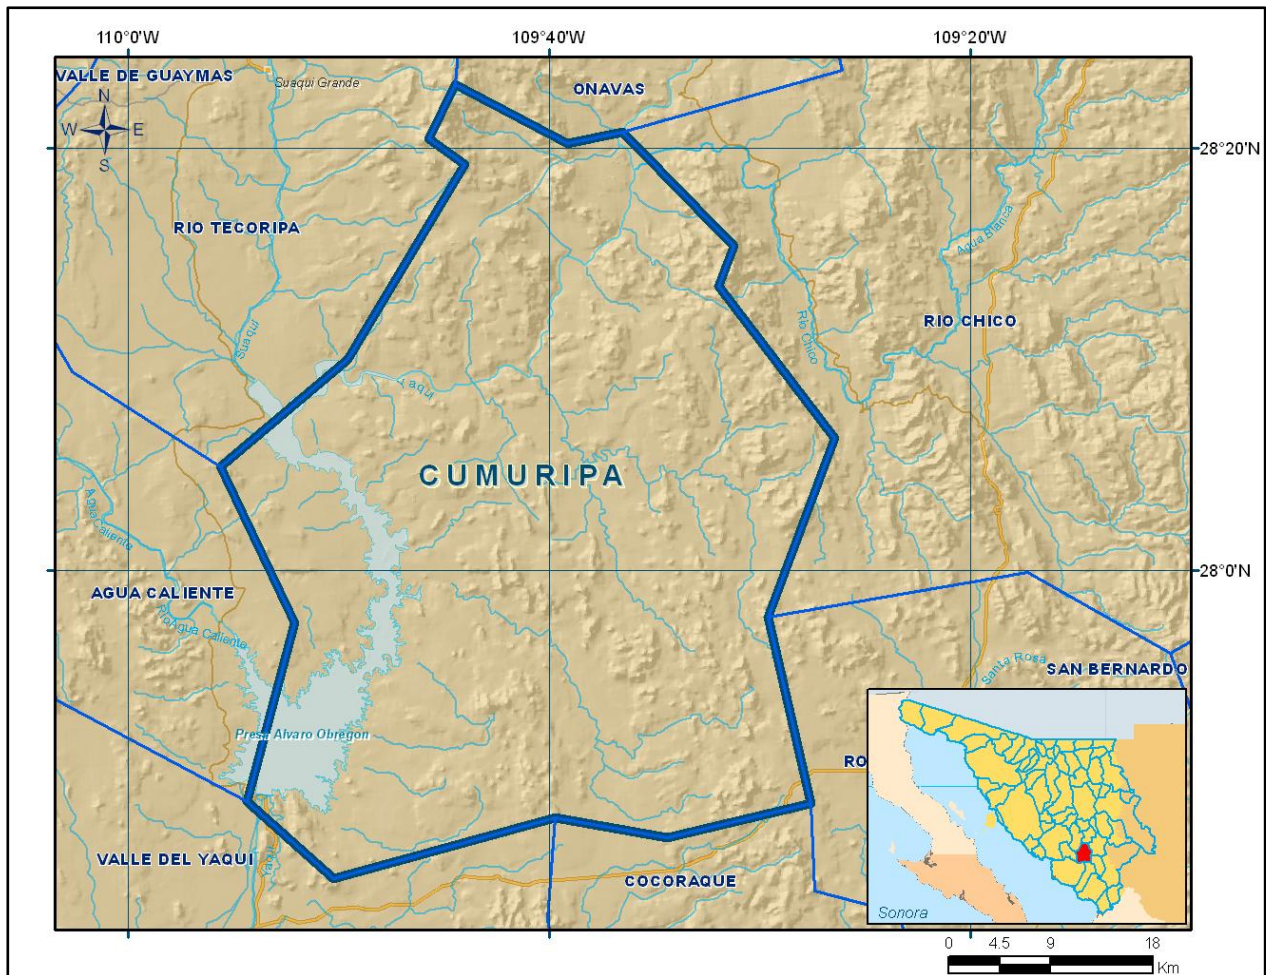 110°0'W 109°40'W 109°20'W
VALLE DE GUAYMAS
Suaqui Grande
ONAVAS
N
W E
S
28°20'N
RIO TECORIPA
Agua Blanca
RIO CHICO
Rio Chico
Suaqui
Yaqui
CUMURIPA
Agua Caliente
28°0'N
AGUA CALIENTE
Rio Agua Caliente
Santa Rosa
SAN BERNARDO
Presa Alvaro Obregon
RO
VALLE DEL YAQUI
Yaqui
COCORAQUE
Sonora
0 4.5 9 18
Km